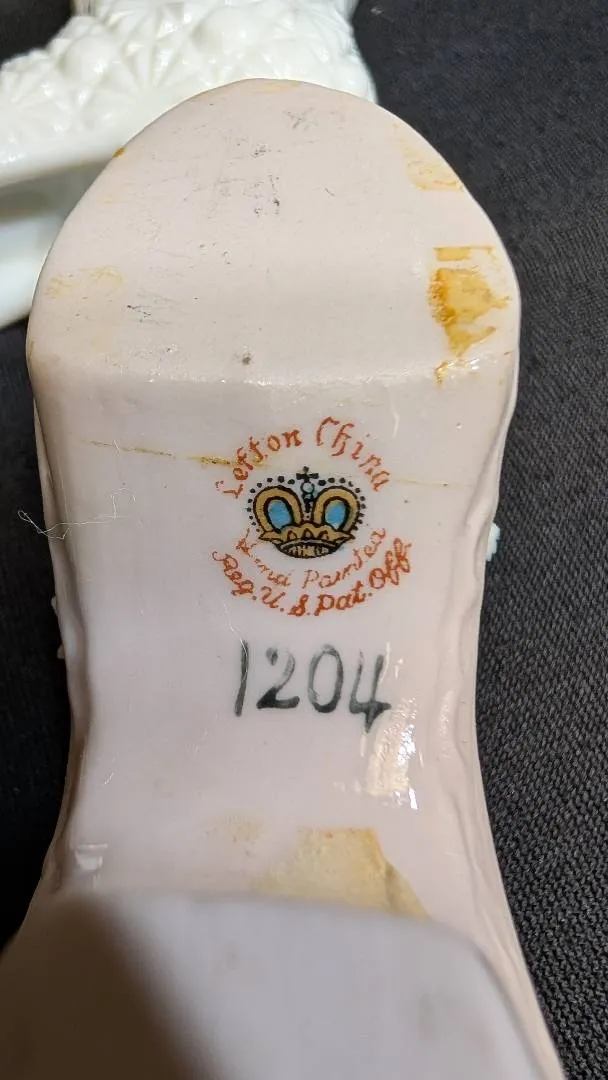 Lefton China
Hand Painted
Reg. U. S. Pat. Off.
1204